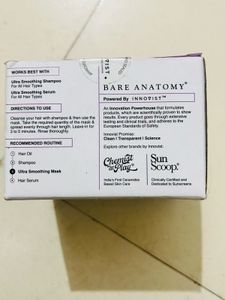 WORKS BEST WITH
Ultra Smoothing Shampoo
For All Hair Types
Ultra Smoothing Serum
For All Hair Types
DIRECTIONS TO USE
Cleanse your hair with shampoo & then use the
mask. Take the required quantity of the mask &
spread evenly through hair length. Leave-in for
3 to 5 minutes. Rinse thoroughly.
RECOMMENDED ROUTINE
Hair Oil
Shampoo
Ultra Smoothing Mask
Hair Serum
BARE ANATOMY
Powered By INNOVIST™
An Innovation Powerhouse that formulates
products, which are scientifically proven to show
results. Every product goes through extensive
testing and clinical trials, and adheres to the
European Standards of Safety.
Innovist Promise:
Clean | Transparent | Science
Explore other brands by Innovist:
Chemist at Play
India's First Ceramides
Based Skin Care
Sun
Scoop
Clinically Certified and
Dedicated to Sunscreens